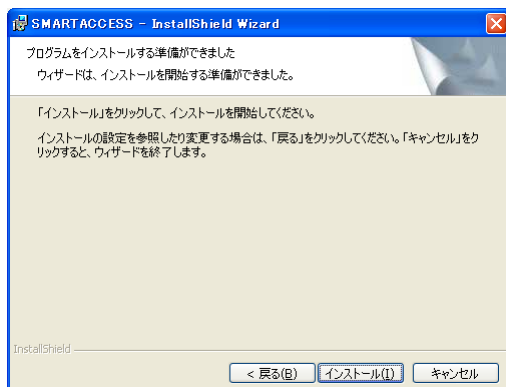 SMARTACCESS - InstallShield Wizard
プログラムをインストールする準備ができました
ウィザードは、インストールを開始する準備ができました。
「インストール」をクリックして、インストールを開始してください。
インストールの設定を参照したり変更する場合は、「戻る」をクリックしてください。「キャンセル」をク
リックすると、ウィザードを終了します。
InstallShield
< 戻る(B)
インストール(I)
キャンセル